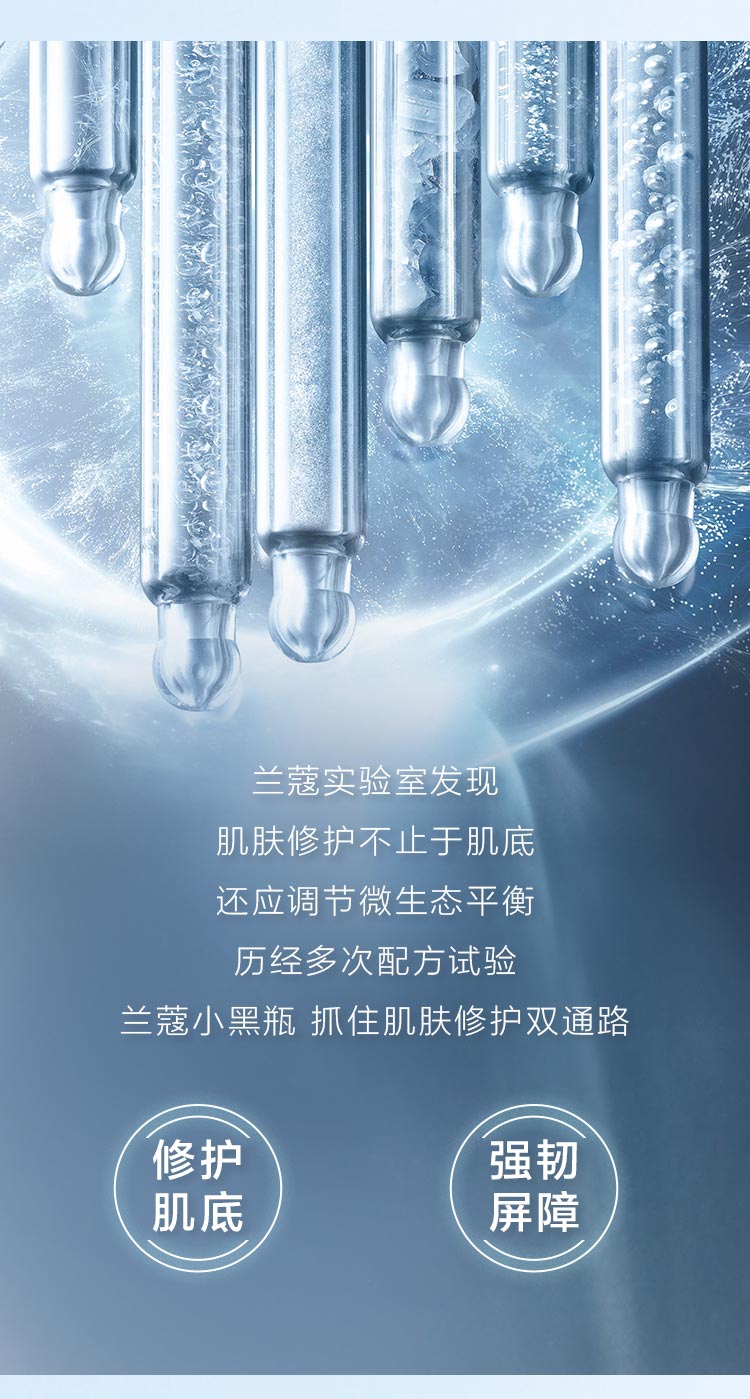 兰蔻实验室发现
肌肤修护不止于肌底
还应调节微生态平衡
历经多次配方试验
兰蔻小黑瓶 抓住肌肤修护双通路
修护
肌底
强韧
屏障